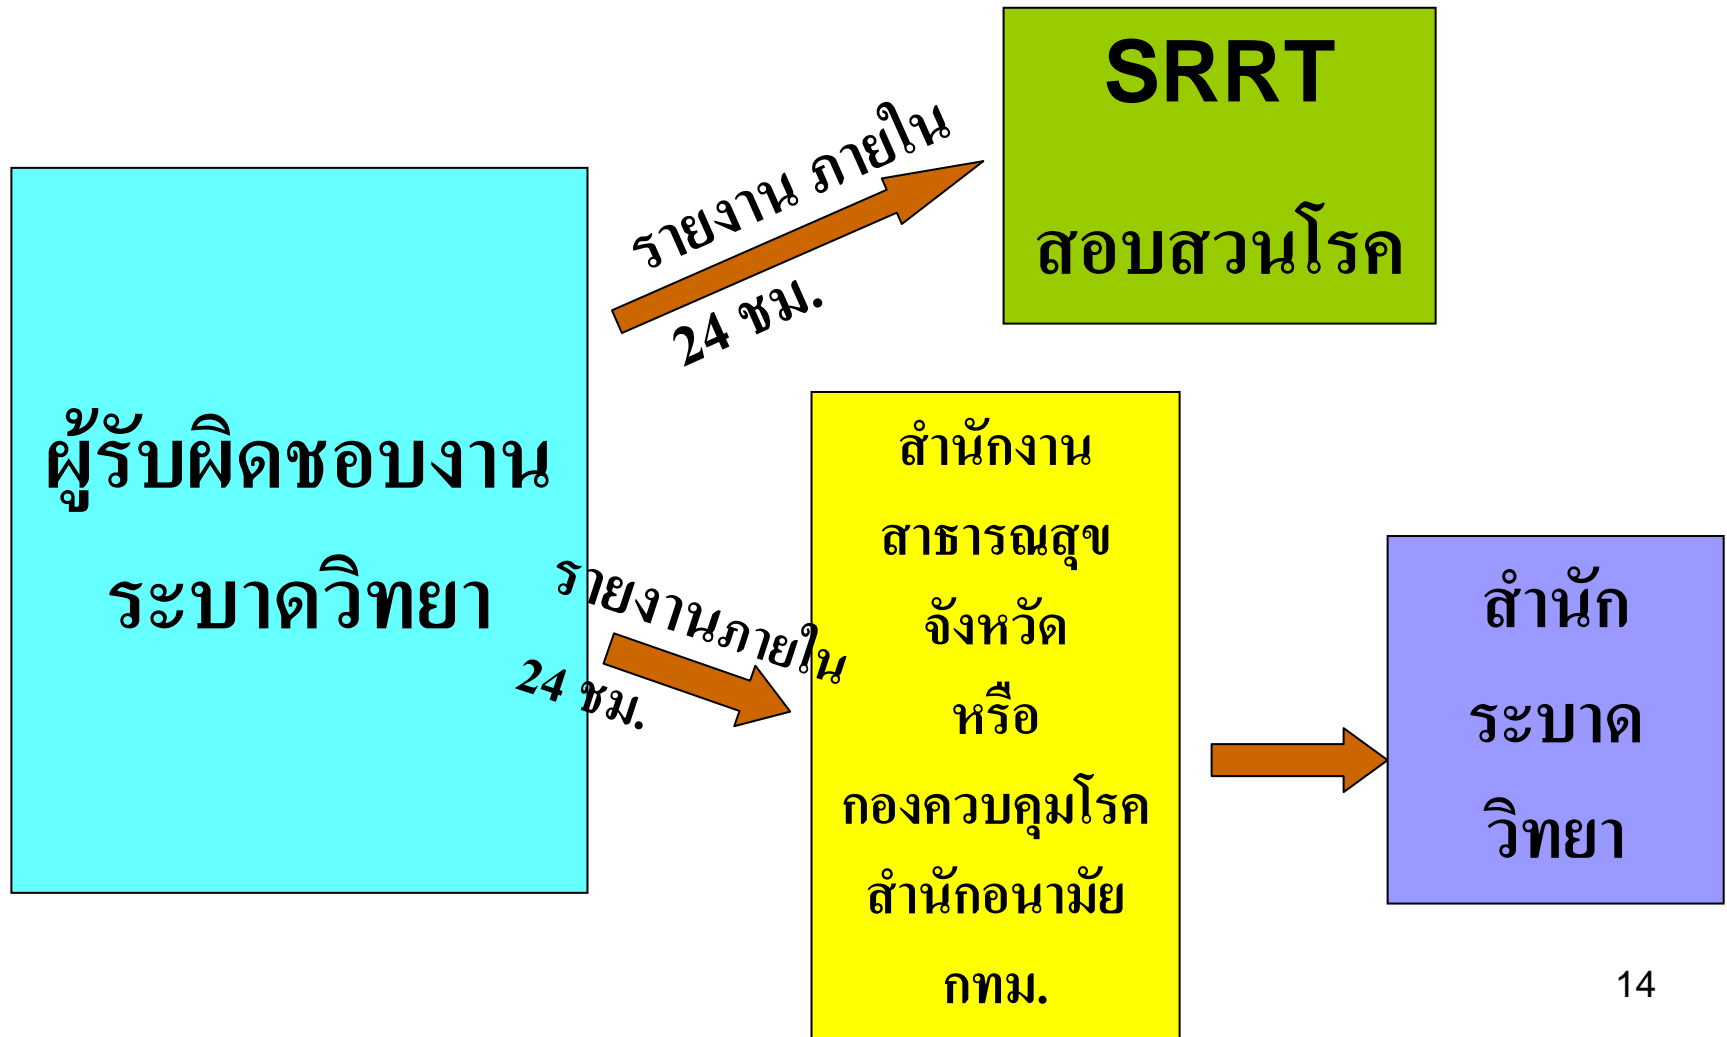 SRRT
สอบสวนโรค
รายงาน ภายใน
24 ชม.
ผู้รับผิดชอบงาน
ระบาดวิทยา
รายงานภายใน
24 ชม.
สำนักงาน
สาธารณสุข
จังหวัด
หรือ
กองควบคุมโรค
สำนักอนามัย
กทม.
สำนัก
ระบาด
วิทยา
14